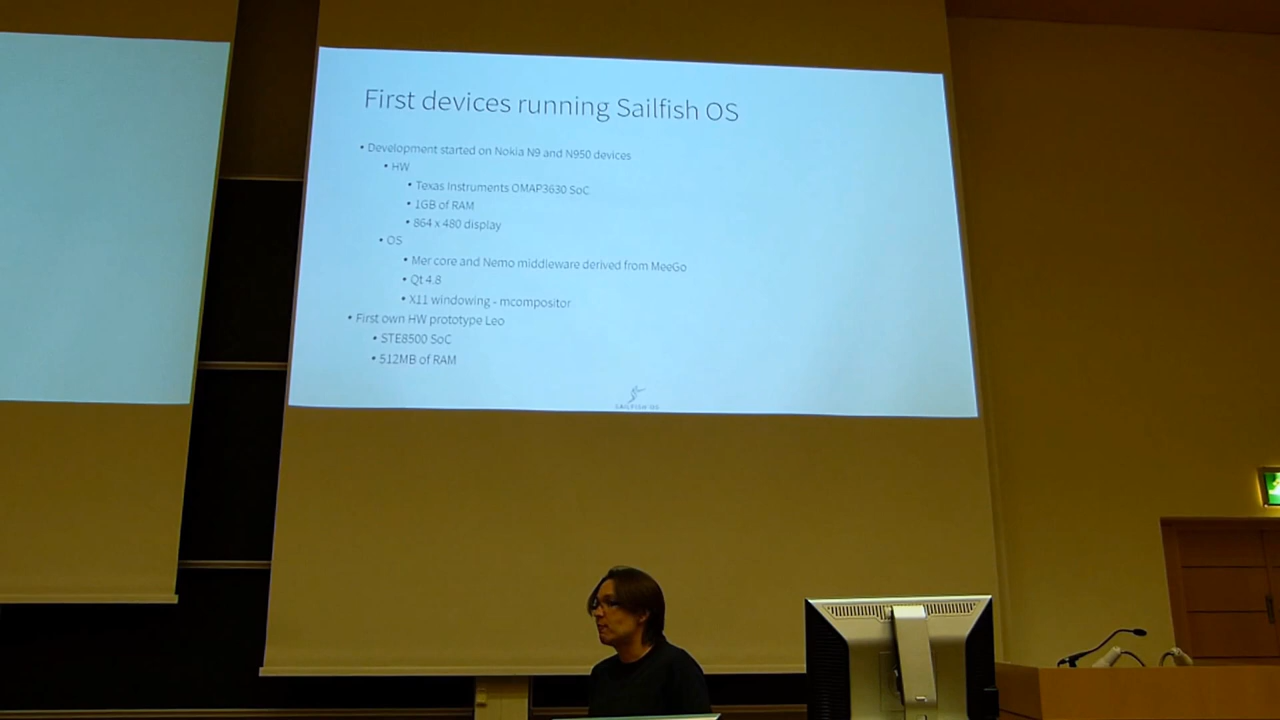 First devices running Sailfish OS
• Development started on Nokia N9 and N950 devices
• HW
• Texas Instruments OMAP3630 SoC
• 1GB of RAM
• 864 x 480 display
• OS
• Mer core and Nemo middleware derived from MeeGo
• Qt 4.8
• X11 windowing - mcompositor
• First own HW prototype Leo
• STE8500 SoC
• 512MB of RAM
SAILFISH OS